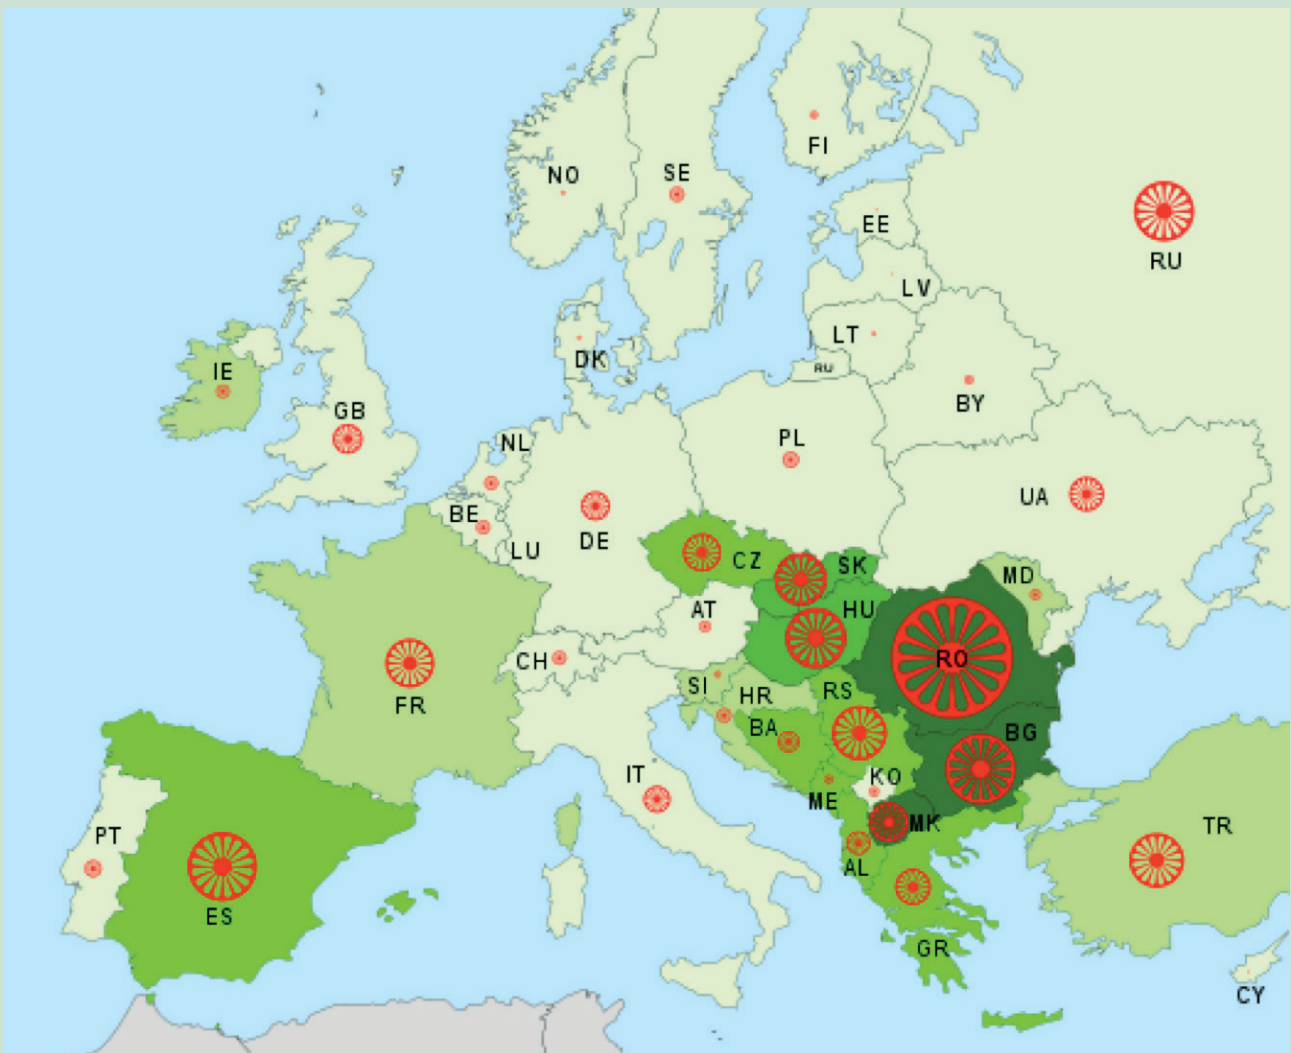 FI
NO
SE
EE
RU
LV
LT
DK
RU
IE
GB
BY
PL
NL
UA
BE
DE
LU
CZ
SK
MD
HU
AT
RO
CH
SI
HR
RS
FR
BA
BG
IT
KO
ME
MK
TR
PT
AL
ES
GR
CY